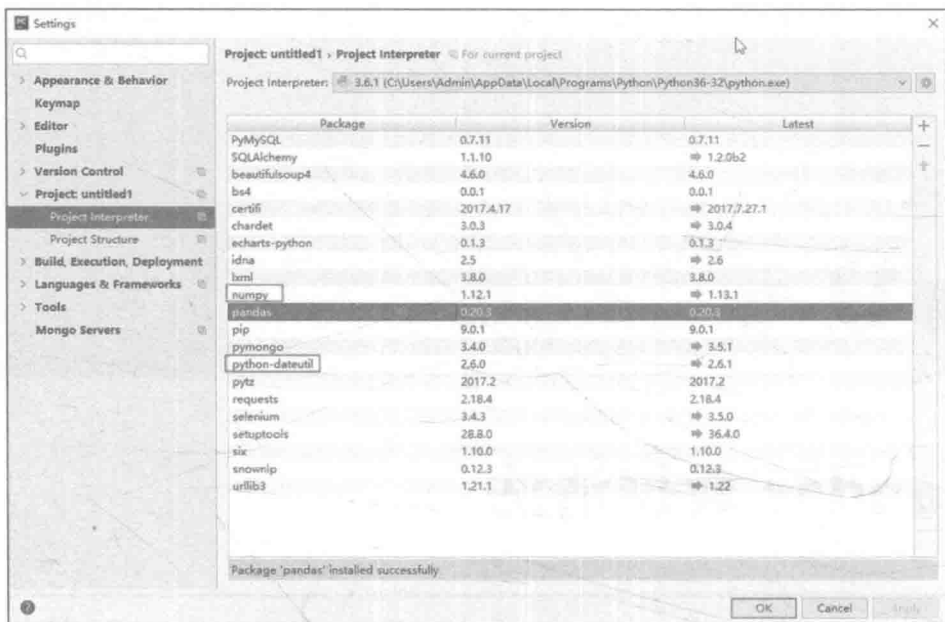 PC Settings
Project: untitled1 › Project Interpreter For current project
Project Interpreter: 3.6.1 (C:\Users\Admin\AppData\Local\Programs\Python\Python36-32\python.exe)
Appearance & Behavior
Keymap
Editor
Plugins
Version Control
Project: untitled1
Project Interpreter
Project Structure
Build, Execution, Deployment
Languages & Frameworks
Tools
Mongo Servers
Package Version Latest
PyMySQL 0.7.11 0.7.11
SQLAlchemy 1.1.10 1.2.0b2
beautifulsoup4 4.6.0 4.6.0
bs4 0.0.1 0.0.1
certifi 2017.4.17 2017.7.27.1
chardet 3.0.3 3.0.4
echarts-python 0.1.3 0.1.3
idna 2.5 2.6
lxml 3.8.0 3.8.0
numpy 1.12.1 1.13.1
pandas 0.20.3 0.20.3
pip 9.0.1 9.0.1
pymongo 3.4.0 3.5.1
python-dateutil 2.6.0 2.6.1
pytz 2017.2 2017.2
requests 2.18.4 2.18.4
selenium 3.4.3 3.5.0
setuptools 28.8.0 36.4.0
six 1.10.0 1.10.0
snownlp 0.12.3 0.12.3
urllib3 1.21.1 1.22
Package 'pandas' installed successfully
OK Cancel Apply